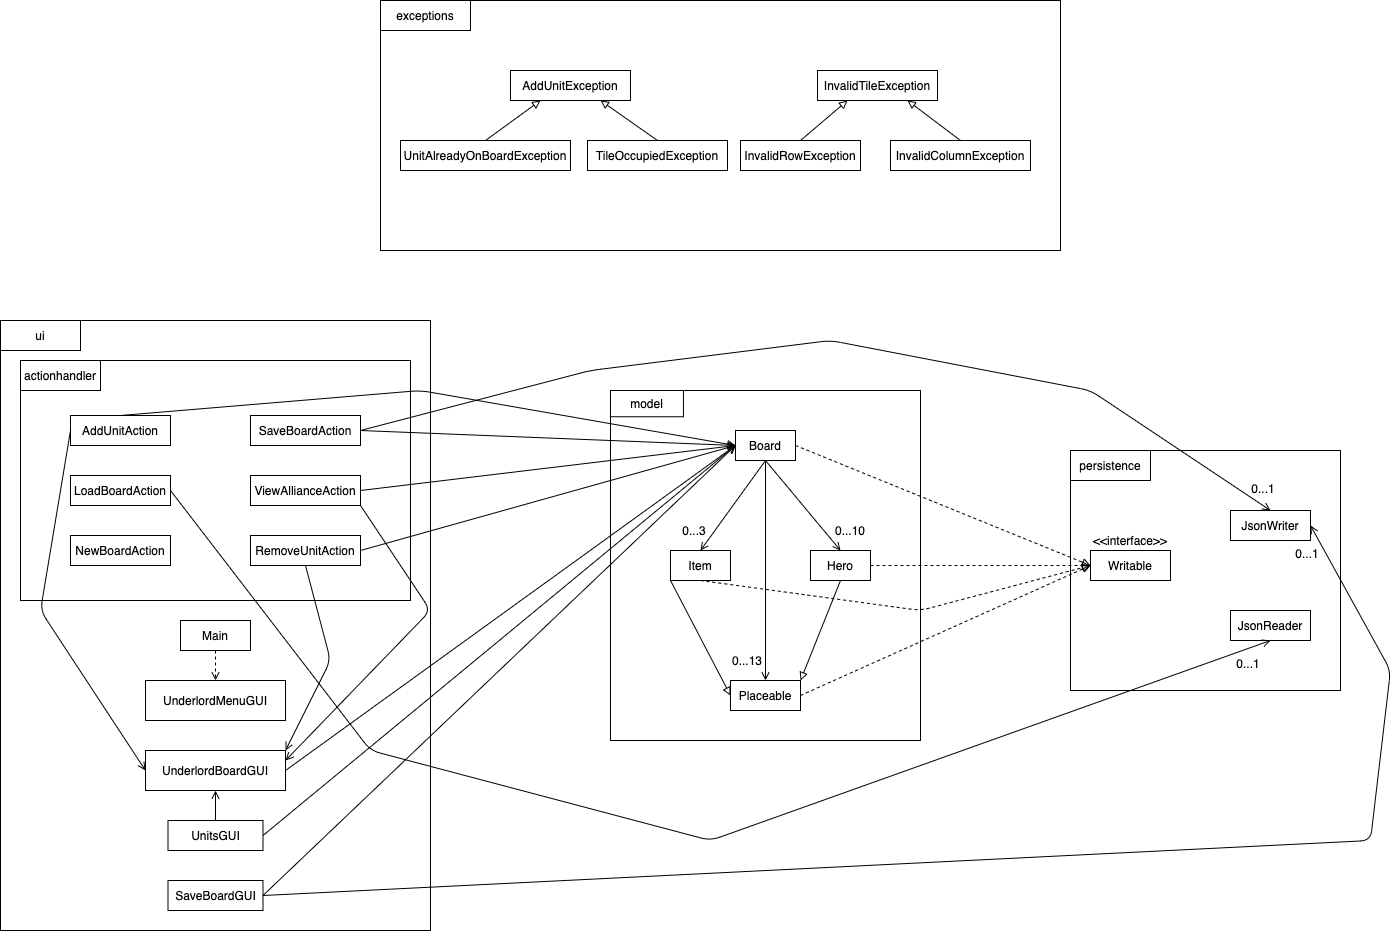 exceptions
AddUnitException
InvalidTileException
UnitAlreadyOnBoardException
TileOccupiedException
InvalidRowException
InvalidColumnException
ui
actionhandler
AddUnitAction
SaveBoardAction
LoadBoardAction
ViewAllianceAction
NewBoardAction
RemoveUnitAction
Main
UnderlordMenuGUI
UnderlordBoardGUI
UnitsGUI
SaveBoardGUI
model
Board
0...3
0...10
Item
Hero
0...13
Placeable
persistence
0...1
JsonWriter
0...1
<<interface>>
Writable
JsonReader
0...1